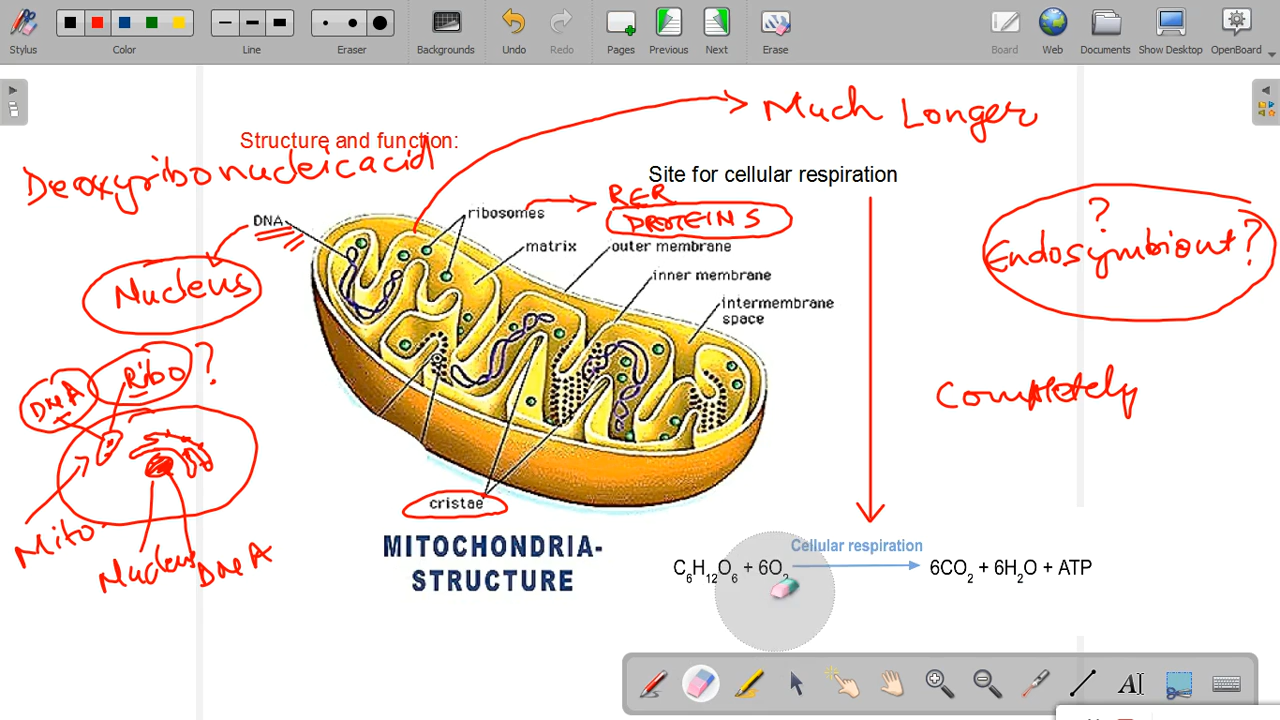 Stylus
Color
Line
Eraser
Backgrounds
Undo
Redo
Pages
Previous
Next
Erase
Board
Web
Documents
Show Desktop
OpenBoard
Much Longer
Structure and function:
Deoxyribonucleic acid
Site for cellular respiration
RER
PROTEINS
DNA
ribosomes
matrix
outer membrane
inner membrane
intermembrane
space
?
Endosymbiont?
Nucleus
DNA
Ribo
?
Completely
cristae
Mito
Nucleus
DNA
MITOCHONDRIA-
STRUCTURE
Cellular respiration
C₆H₁₂O₆ + 6O₂
6CO₂ + 6H₂O + ATP